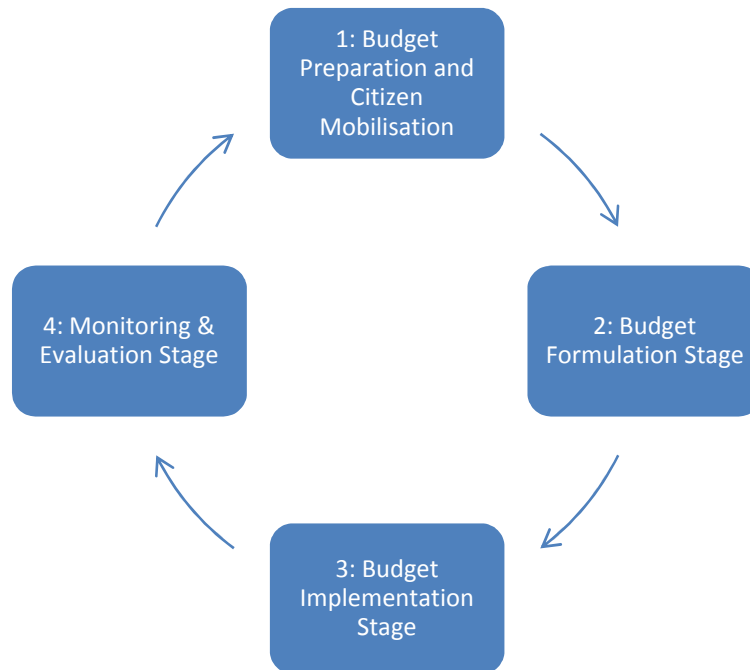 1: Budget
Preparation and
Citizen
Mobilisation
2: Budget
Formulation Stage
3: Budget
Implementation
Stage
4: Monitoring &
Evaluation Stage